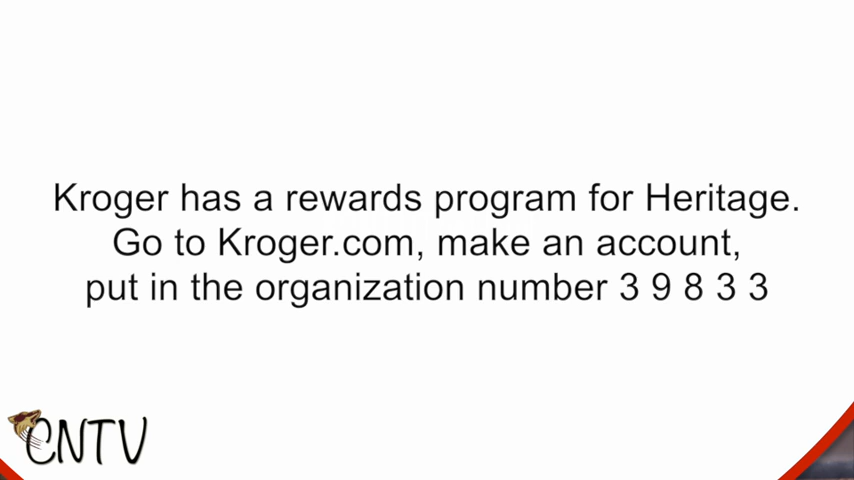 Kroger has a rewards program for Heritage.
Go to Kroger.com, make an account,
put in the organization number 3 9 8 3 3
CNTV